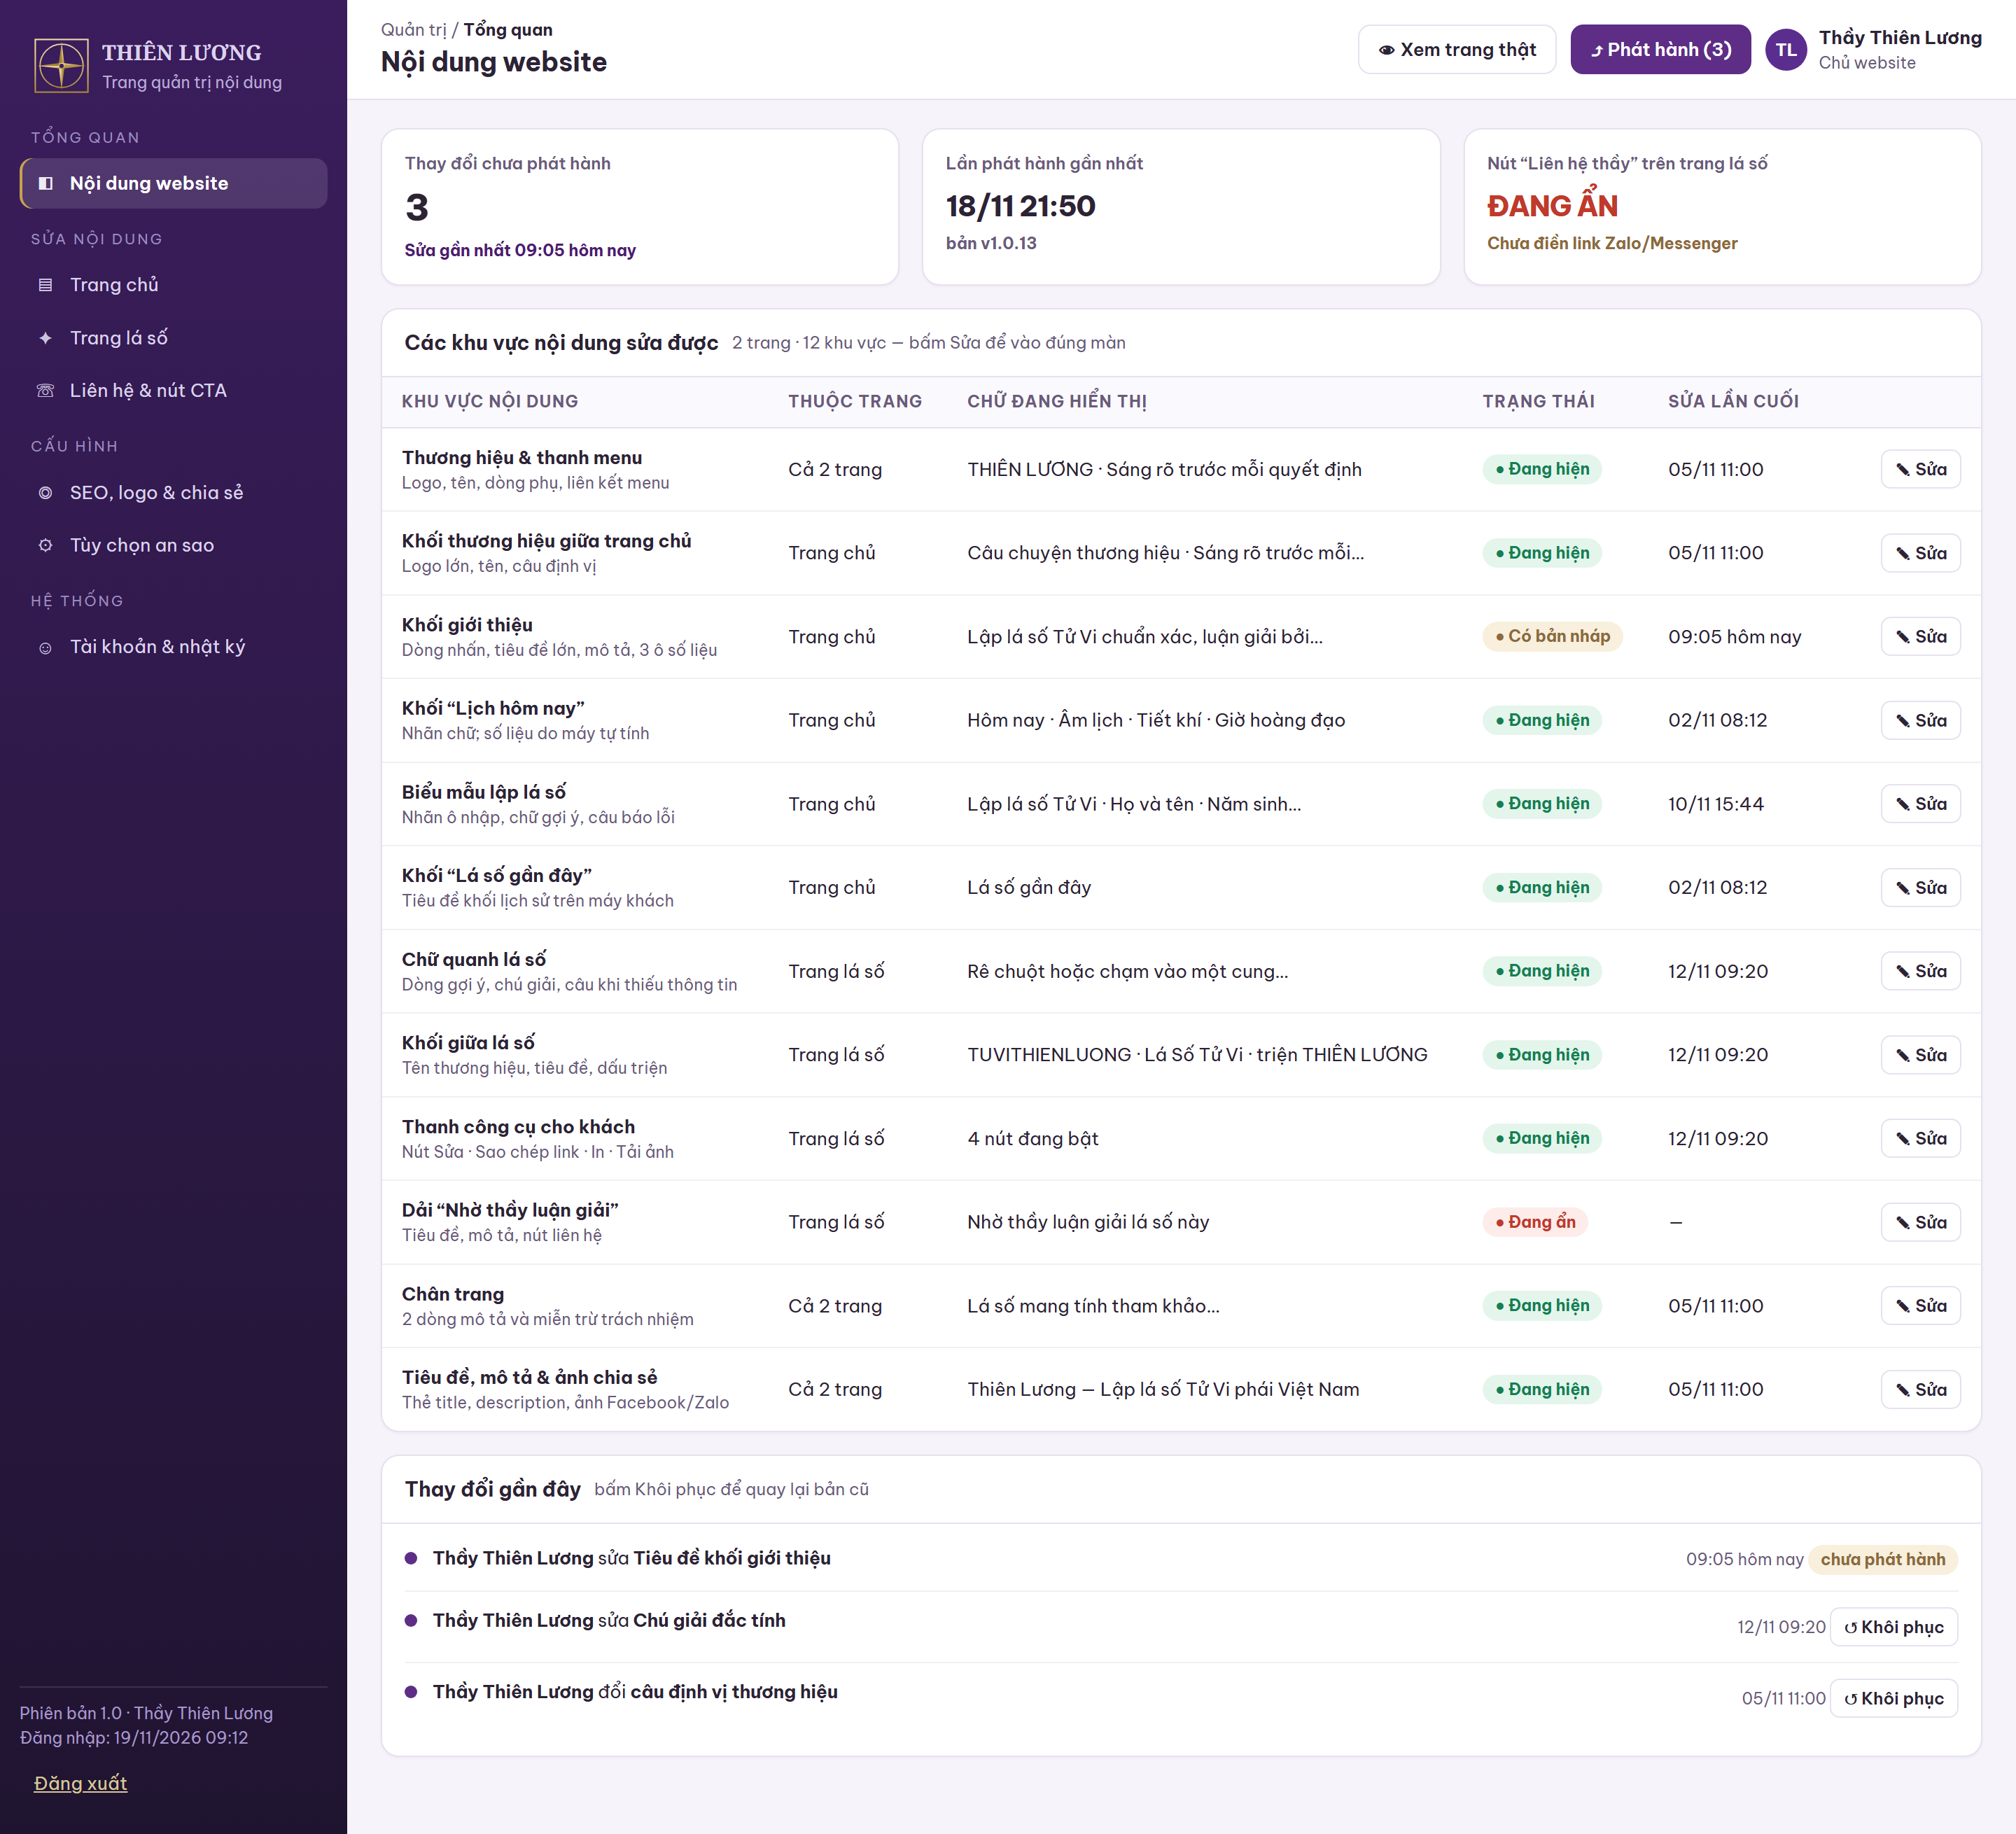 THIÊN LƯƠNG
Trang quản trị nội dung
TỔNG QUAN
Nội dung website
SỬA NỘI DUNG
Trang chủ
Trang lá số
Liên hệ & nút CTA
CẤU HÌNH
SEO, logo & chia sẻ
Tùy chọn an sao
HỆ THỐNG
Tài khoản & nhật ký
Phiên bản 1.0 · Thầy Thiên Lương
Đăng nhập: 19/11/2026 09:12
Đăng xuất
Quản trị / Tổng quan
Nội dung website
Xem trang thật
Phát hành (3)
TL
Thầy Thiên Lương
Chủ website
Thay đổi chưa phát hành
3
Sửa gần nhất 09:05 hôm nay
Lần phát hành gần nhất
18/11 21:50
bản v1.0.13
Nút “Liên hệ thầy” trên trang lá số
ĐANG ẨN
Chưa điền link Zalo/Messenger
Các khu vực nội dung sửa được 2 trang · 12 khu vực — bấm Sửa để vào đúng màn
KHU VỰC NỘI DUNG THUỘC TRANG CHỮ ĐANG HIỂN THỊ TRẠNG THÁI SỬA LẦN CUỐI
Thương hiệu & thanh menu
Logo, tên, dòng phụ, liên kết menu
Cả 2 trang THIÊN LƯƠNG · Sáng rõ trước mỗi quyết định • Đang hiện 05/11 11:00 Sửa
Khối thương hiệu giữa trang chủ
Logo lớn, tên, câu định vị
Trang chủ Câu chuyện thương hiệu · Sáng rõ trước mỗi… • Đang hiện 05/11 11:00 Sửa
Khối giới thiệu
Dòng nhấn, tiêu đề lớn, mô tả, 3 ô số liệu
Trang chủ Lập lá số Tử Vi chuẩn xác, luận giải bởi… • Có bản nháp 09:05 hôm nay Sửa
Khối “Lịch hôm nay”
Nhãn chữ; số liệu do máy tự tính
Trang chủ Hôm nay · Âm lịch · Tiết khí · Giờ hoàng đạo • Đang hiện 02/11 08:12 Sửa
Biểu mẫu lập lá số
Nhãn ô nhập, chữ gợi ý, câu báo lỗi
Trang chủ Lập lá số Tử Vi · Họ và tên · Năm sinh… • Đang hiện 10/11 15:44 Sửa
Khối “Lá số gần đây”
Tiêu đề khối lịch sử trên máy khách
Trang chủ Lá số gần đây • Đang hiện 02/11 08:12 Sửa
Chữ quanh lá số
Dòng gợi ý, chú giải, câu khi thiếu thông tin
Trang lá số Rê chuột hoặc chạm vào một cung… • Đang hiện 12/11 09:20 Sửa
Khối giữa lá số
Tên thương hiệu, tiêu đề, dấu triện
Trang lá số TUVITHIENLUONG · Lá Số Tử Vi · triện THIÊN LƯƠNG • Đang hiện 12/11 09:20 Sửa
Thanh công cụ cho khách
Nút Sửa · Sao chép link · In · Tải ảnh
Trang lá số 4 nút đang bật • Đang hiện 12/11 09:20 Sửa
Dải “Nhờ thầy luận giải”
Tiêu đề, mô tả, nút liên hệ
Trang lá số Nhờ thầy luận giải lá số này • Đang ẩn — Sửa
Chân trang
2 dòng mô tả và miễn trừ trách nhiệm
Cả 2 trang Lá số mang tính tham khảo… • Đang hiện 05/11 11:00 Sửa
Tiêu đề, mô tả & ảnh chia sẻ
Thẻ title, description, ảnh Facebook/Zalo
Cả 2 trang Thiên Lương — Lập lá số Tử Vi phái Việt Nam • Đang hiện 05/11 11:00 Sửa
Thay đổi gần đây bấm Khôi phục để quay lại bản cũ
Thầy Thiên Lương sửa Tiêu đề khối giới thiệu 09:05 hôm nay chưa phát hành
Thầy Thiên Lương sửa Chú giải đắc tính 12/11 09:20 Khôi phục
Thầy Thiên Lương đổi câu định vị thương hiệu 05/11 11:00 Khôi phục